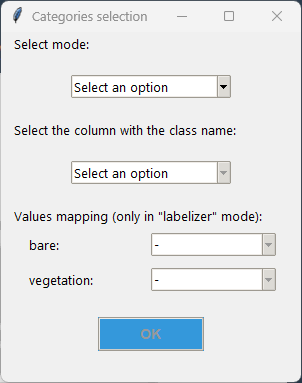 Categories selection
Select mode:
Select an option
Select the column with the class name:
Select an option
Values mapping (only in "labelizer" mode):
bare: -
vegetation: -
OK